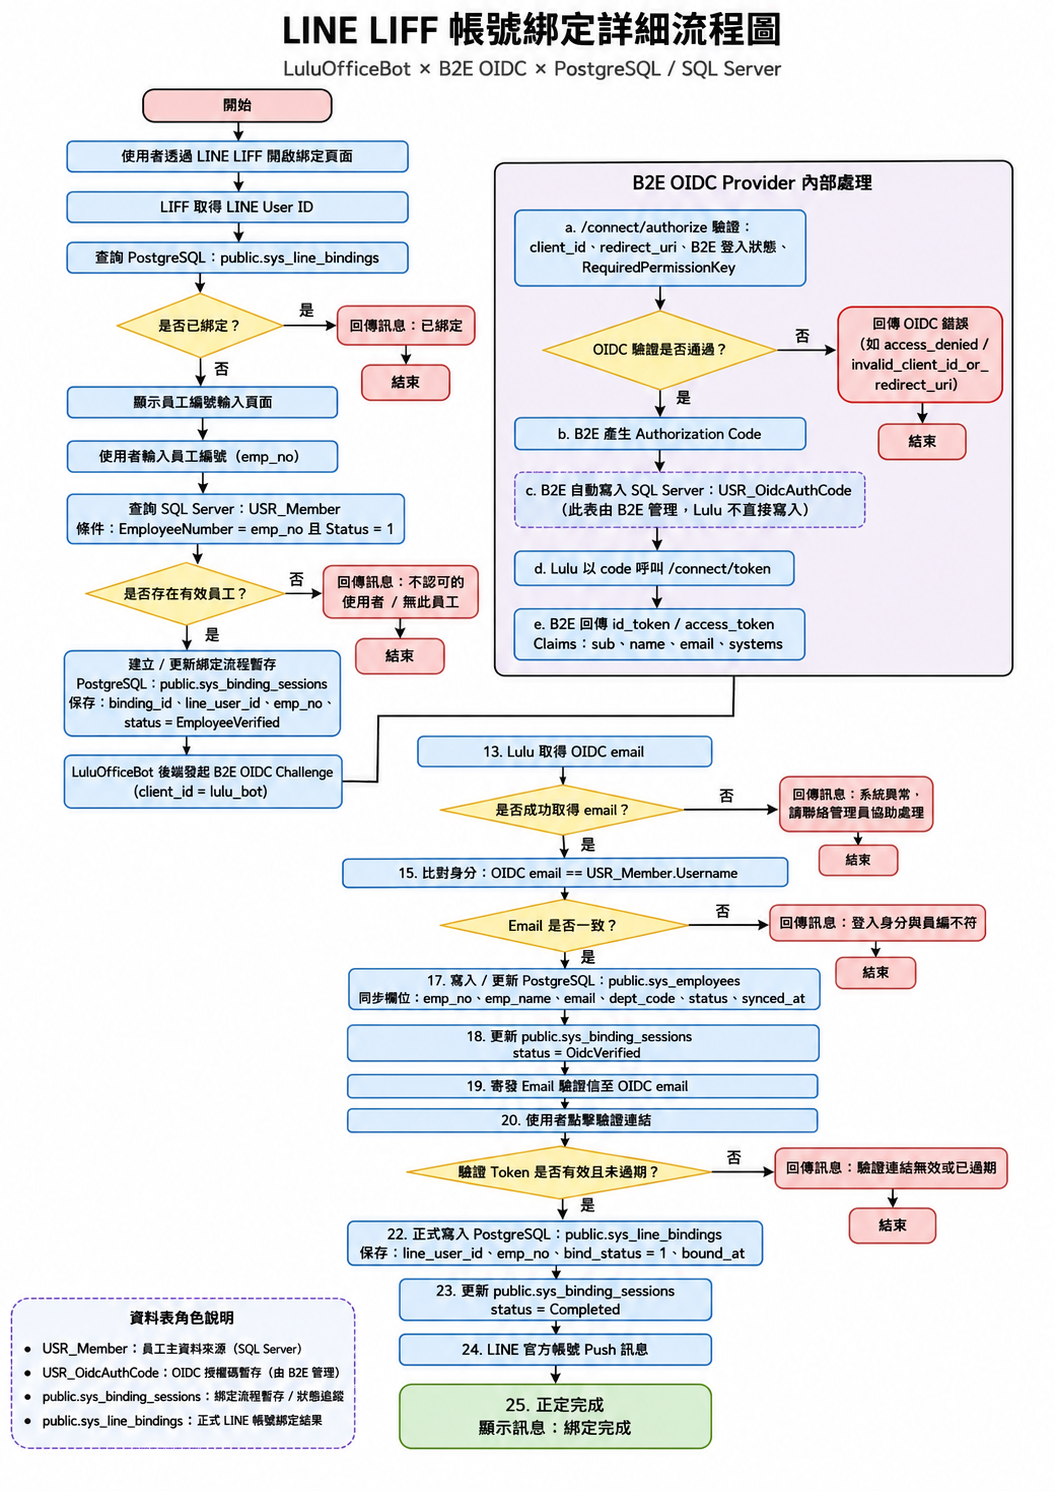 LINE LIFF 帳號綁定詳細流程圖
LuluOfficeBot × B2E OIDC × PostgreSQL / SQL Server
開始
使用者透過 LINE LIFF 開啟綁定頁面
LIFF 取得 LINE User ID
查詢 PostgreSQL：public.sys_line_bindings
是否已綁定？
是
回傳訊息：已綁定
結束
否
顯示員工編號輸入頁面
使用者輸入員工編號（emp_no）
查詢 SQL Server：USR_Member
條件：EmployeeNumber = emp_no 且 Status = 1
是否存在有效員工？
否
回傳訊息：不認可的
使用者 / 無此員工
結束
是
建立 / 更新綁定流程暫存
PostgreSQL：public.sys_binding_sessions
保存：binding_id、line_user_id、emp_no、
status = EmployeeVerified
LuluOfficeBot 後端發起 B2E OIDC Challenge
(client_id = lulu_bot)
B2E OIDC Provider 內部處理
a. /connect/authorize 驗證：
client_id、redirect_uri、B2E 登入狀態、
RequiredPermissionKey
OIDC 驗證是否通過？
否
回傳 OIDC 錯誤
（如 access_denied /
invalid_client_id_or_
redirect_uri）
結束
是
b. B2E 產生 Authorization Code
c. B2E 自動寫入 SQL Server：USR_OidcAuthCode
（此表由 B2E 管理，Lulu 不直接寫入）
d. Lulu 以 code 呼叫 /connect/token
e. B2E 回傳 id_token / access_token
Claims：sub、name、email、systems
13. Lulu 取得 OIDC email
是否成功取得 email？
否
回傳訊息：系統異常，
請聯絡管理員協助處理
結束
是
15. 比對身分：OIDC email == USR_Member.Username
Email 是否一致？
否
回傳訊息：登入身分與員編不符
結束
是
17. 寫入 / 更新 PostgreSQL：public.sys_employees
同步欄位：emp_no、emp_name、email、dept_code、status、synced_at
18. 更新 public.sys_binding_sessions
status = OidcVerified
19. 寄發 Email 驗證信至 OIDC email
20. 使用者點擊驗證連結
驗證 Token 是否有效且未過期？
否
回傳訊息：驗證連結無效或已過期
結束
是
22. 正式寫入 PostgreSQL：public.sys_line_bindings
保存：line_user_id、emp_no、bind_status = 1、bound_at
23. 更新 public.sys_binding_sessions
status = Completed
24. LINE 官方帳號 Push 訊息
25. 正定完成
顯示訊息：綁定完成
資料表角色說明
● USR_Member：員工主資料來源（SQL Server）
● USR_OidcAuthCode：OIDC 授權碼暫存（由 B2E 管理）
● public.sys_binding_sessions：綁定流程暫存 / 狀態追蹤
● public.sys_line_bindings：正式 LINE 帳號綁定結果